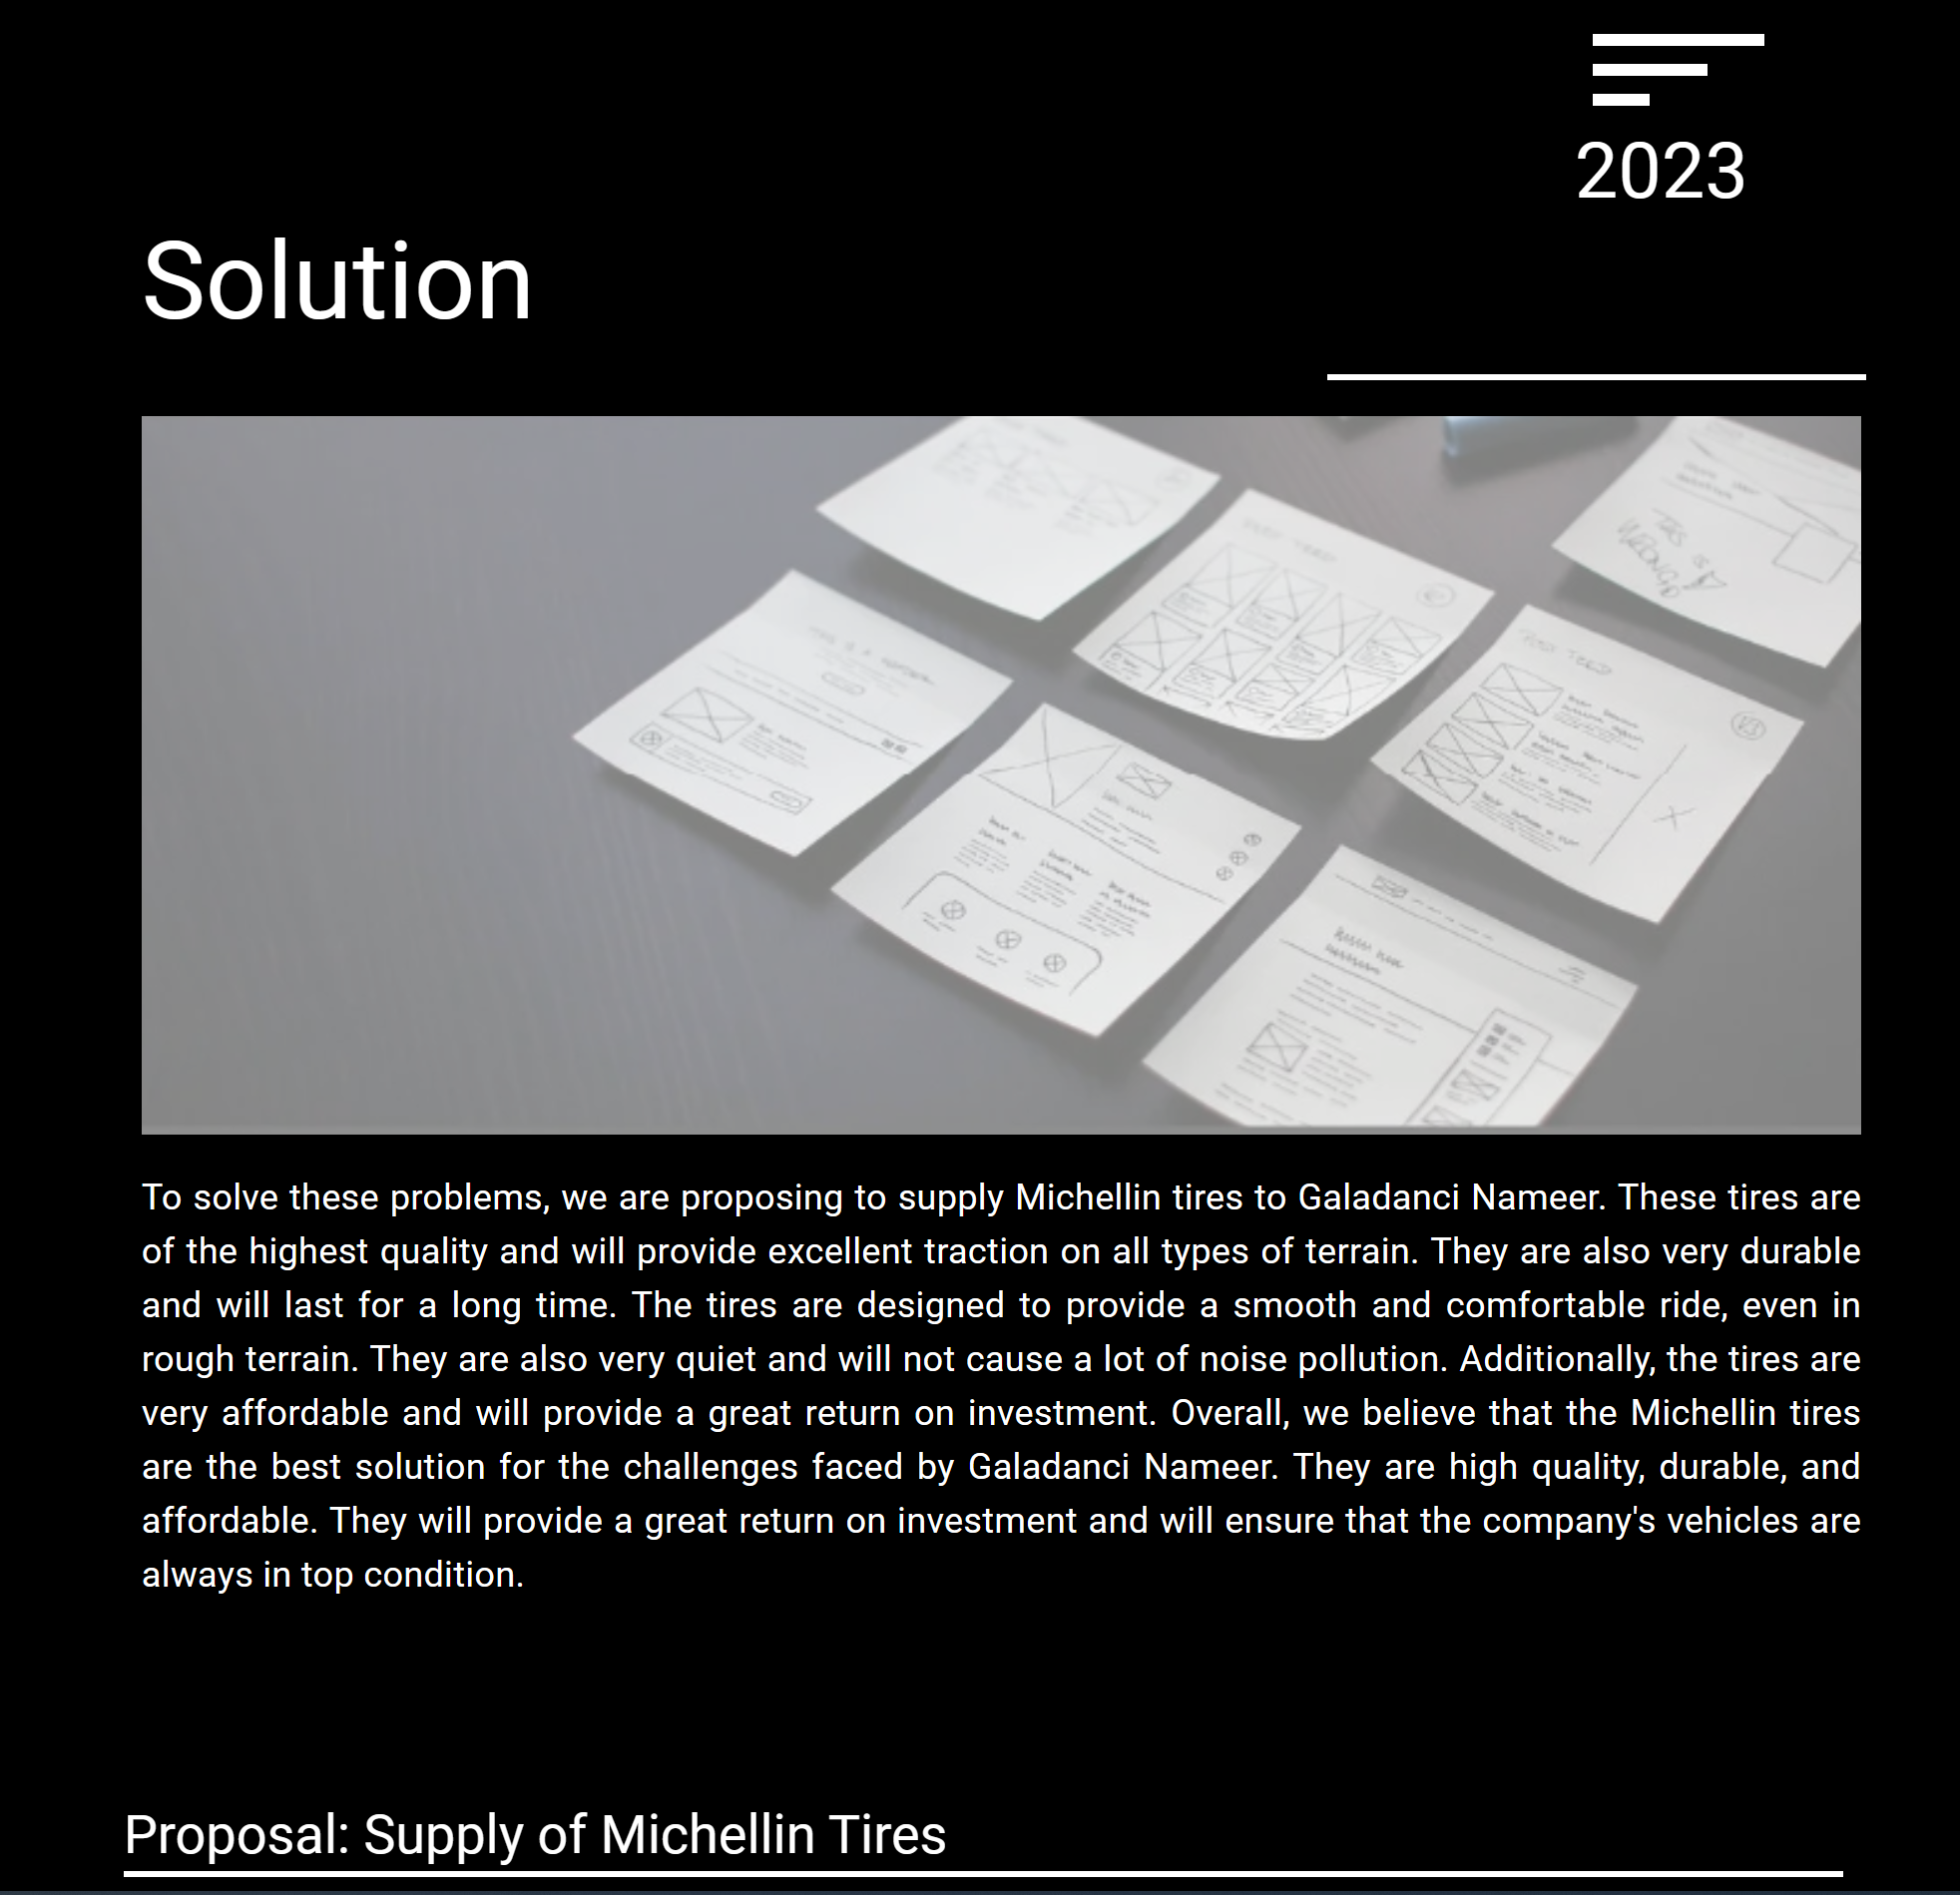 2023
Solution
THIS IS
WRONG
To solve these problems, we are proposing to supply Michellin tires to Galadanci Nameer. These tires are
of the highest quality and will provide excellent traction on all types of terrain. They are also very durable
and will last for a long time. The tires are designed to provide a smooth and comfortable ride, even in
rough terrain. They are also very quiet and will not cause a lot of noise pollution. Additionally, the tires are
very affordable and will provide a great return on investment. Overall, we believe that the Michellin tires
are the best solution for the challenges faced by Galadanci Nameer. They are high quality, durable, and
affordable. They will provide a great return on investment and will ensure that the company's vehicles are
always in top condition.
Proposal: Supply of Michellin Tires